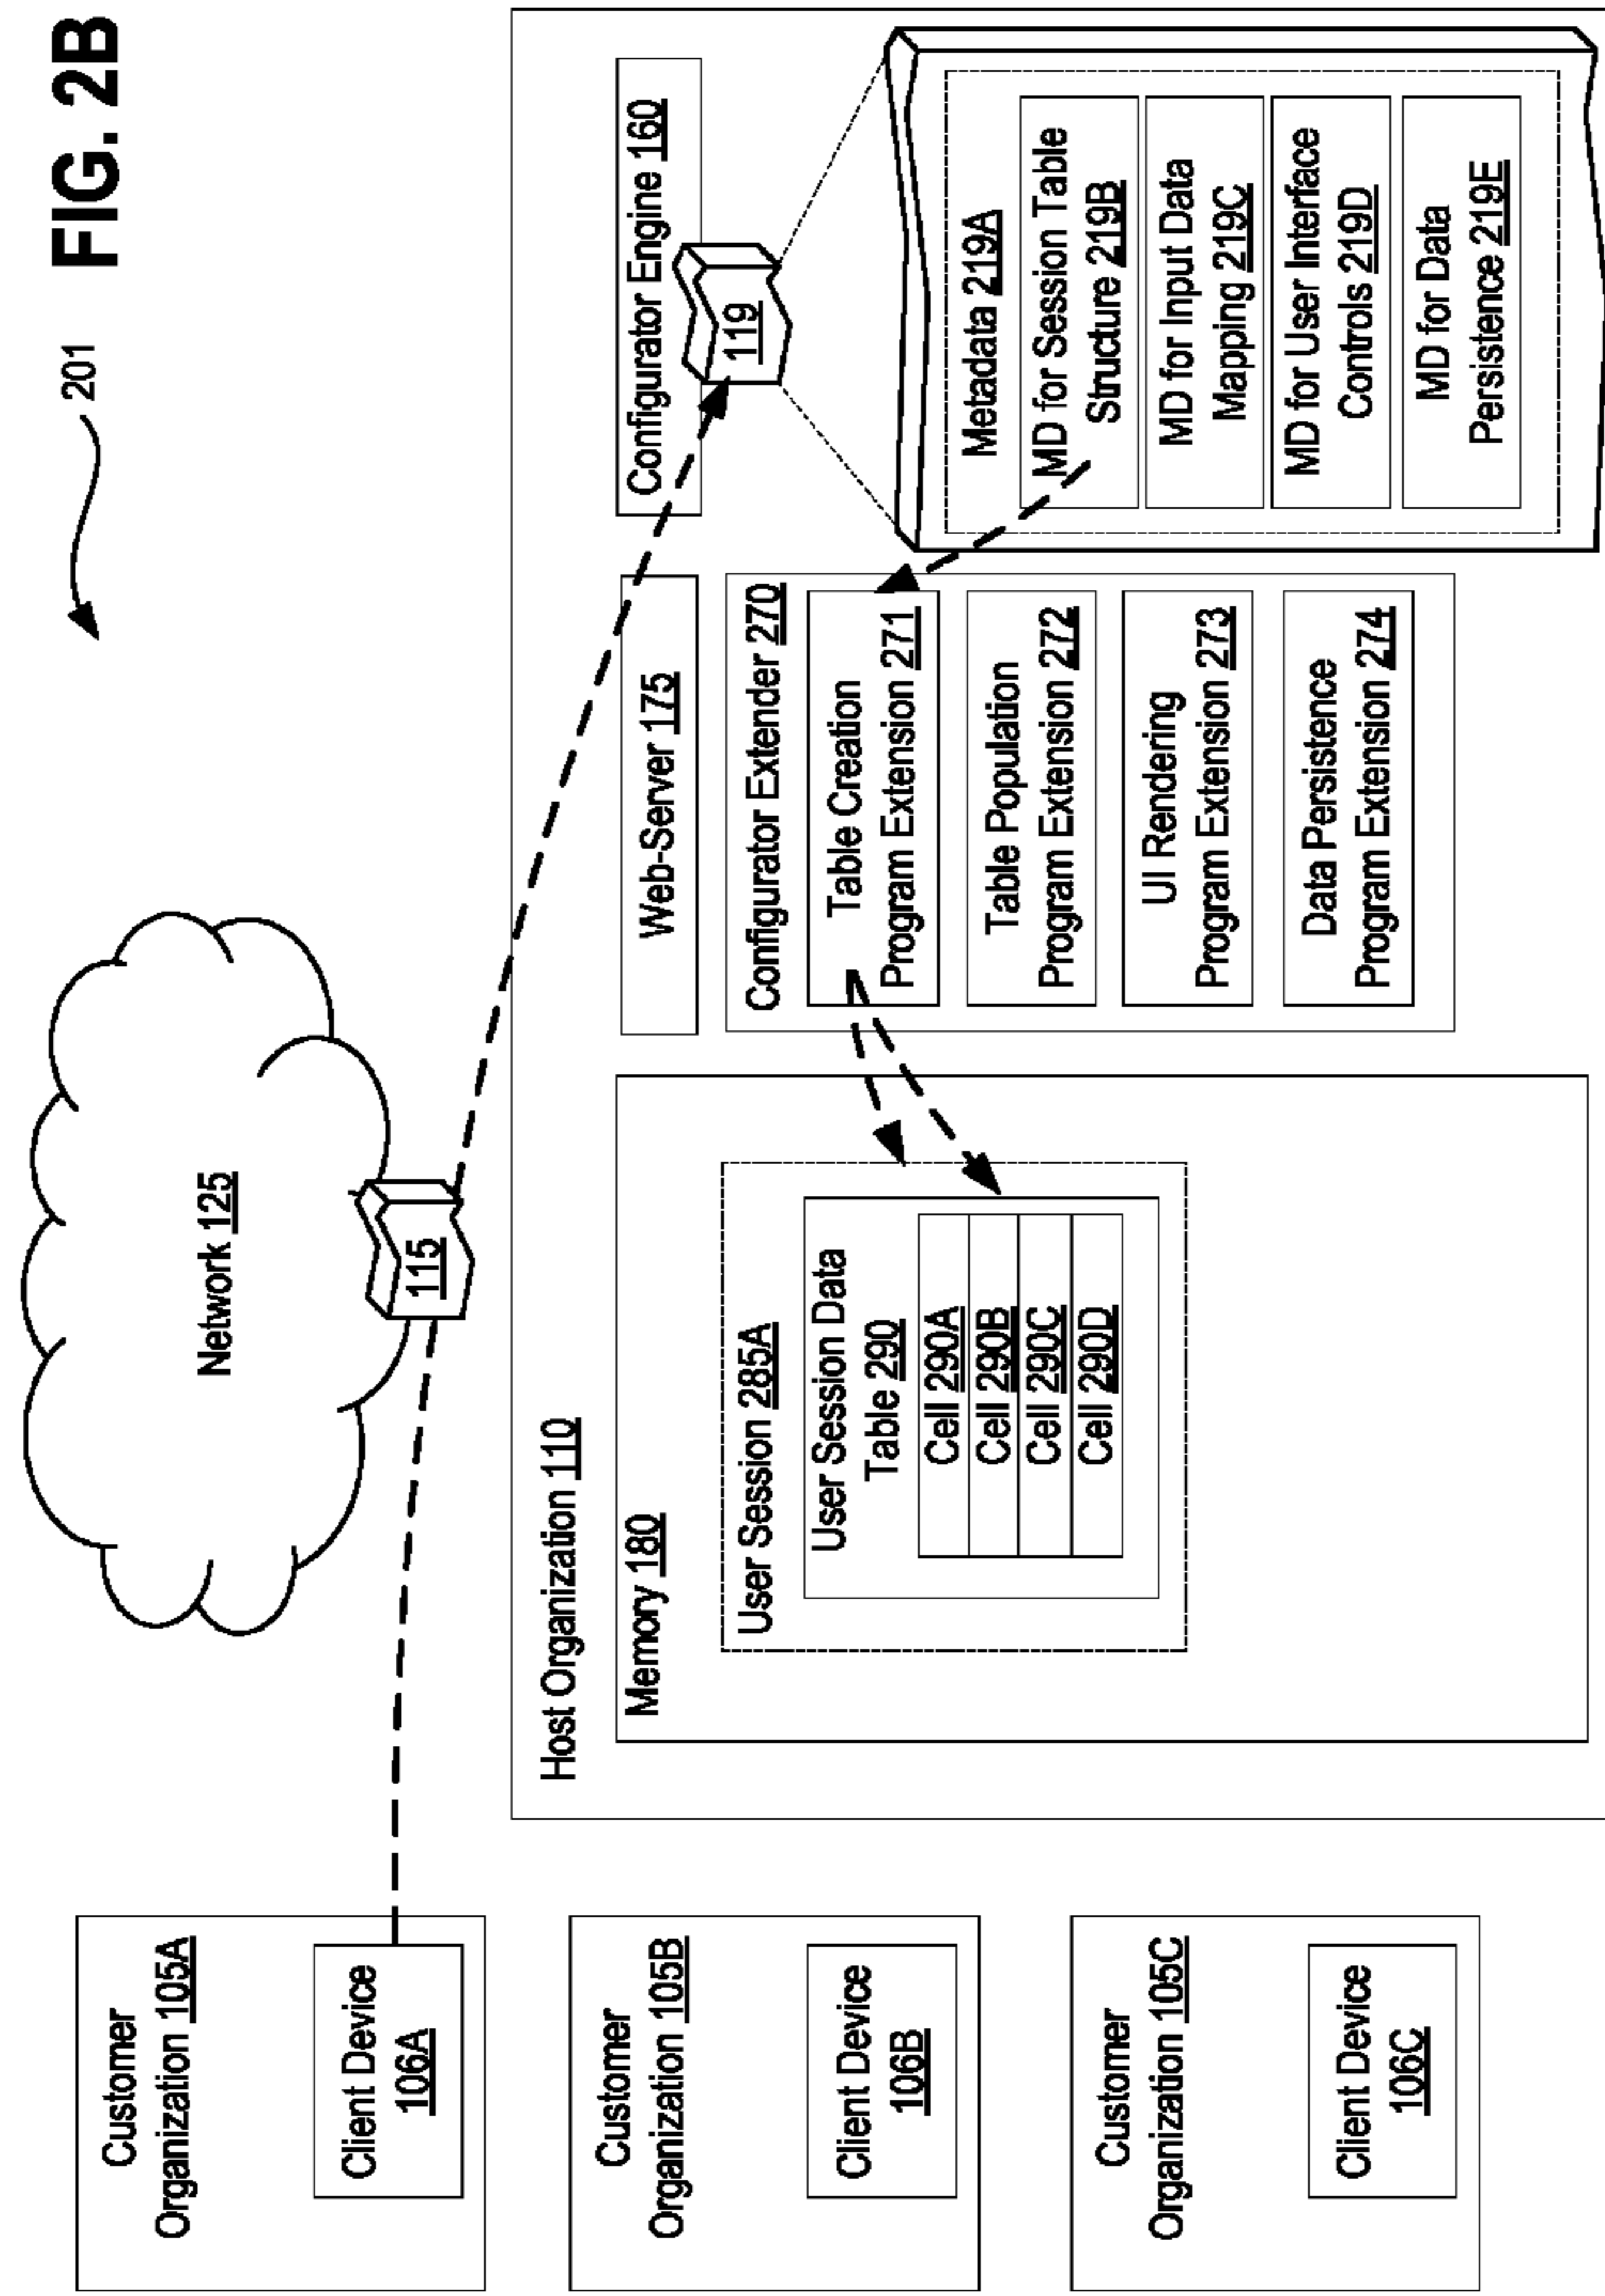 FIG. 2B
201
Network 125
115
Customer
Organization 105A
Client Device
106A
Customer
Organization 105B
Client Device
106B
Customer
Organization 105C
Client Device
106C
Host Organization 110
Memory 180
User Session 285A
User Session Data
Table 290
Cell 290A
Cell 290B
Cell 290C
Cell 290D
Web-Server 175
Configurator Extender 270
Table Creation
Program Extension 271
Table Population
Program Extension 272
UI Rendering
Program Extension 273
Data Persistence
Program Extension 274
Configurator Engine 160
119
Metadata 219A
MD for Session Table
Structure 219B
MD for Input Data
Mapping 219C
MD for User Interface
Controls 219D
MD for Data
Persistence 219E